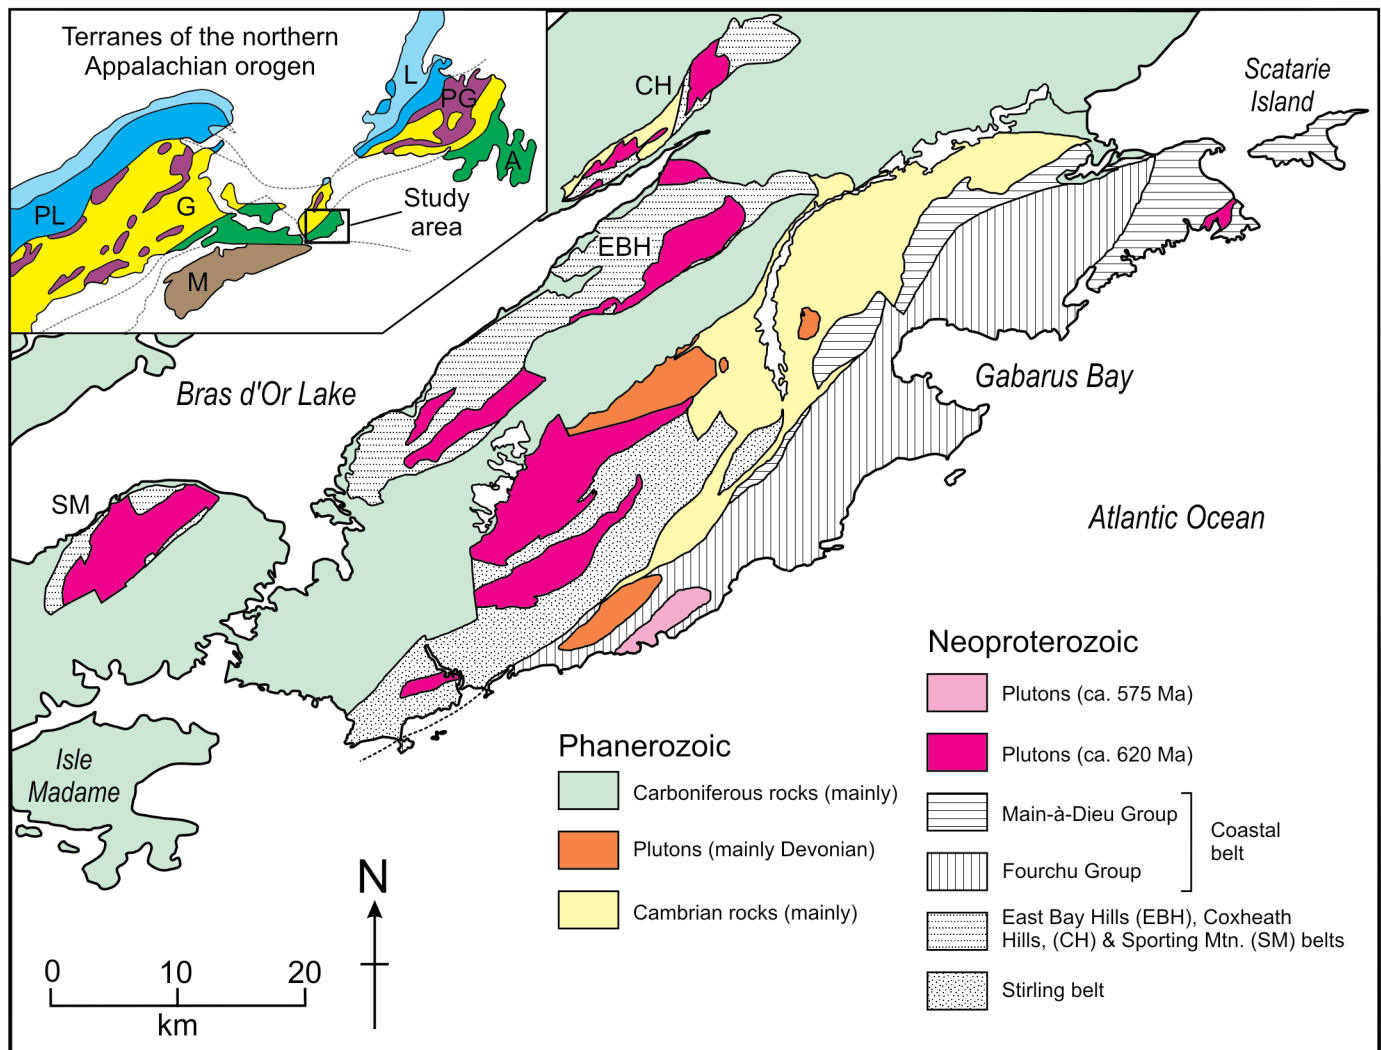 Terranes of the northern
Appalachian orogen
L
PG
A
PL
G
M
Study
area
CH
Scatarie
Island
EBH
Bras d'Or Lake
Gabarus Bay
SM
Atlantic Ocean
Isle
Madame
Neoproterozoic
Plutons (ca. 575 Ma)
Plutons (ca. 620 Ma)
Main-à-Dieu Group
Coastal
belt
Fourchu Group
East Bay Hills (EBH), Coxheath
Hills, (CH) & Sporting Mtn. (SM) belts
Stirling belt
Phanerozoic
Carboniferous rocks (mainly)
Plutons (mainly Devonian)
Cambrian rocks (mainly)
N
0 10 20
km